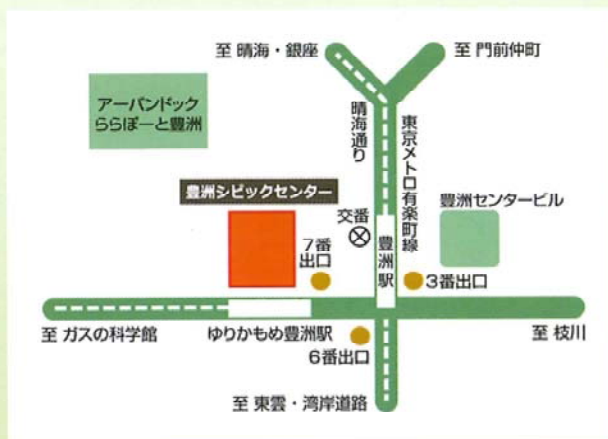 至 晴海・銀座
至 門前仲町
アーバンドック
ららぽーと豊洲
晴海通り
東京メトロ有楽町線
豊洲シビックセンター
交番
豊洲センタービル
7番
出口
豊洲駅
3番出口
至 ガスの科学館
ゆりかもめ豊洲駅
至 枝川
6番出口
至 東雲・湾岸道路